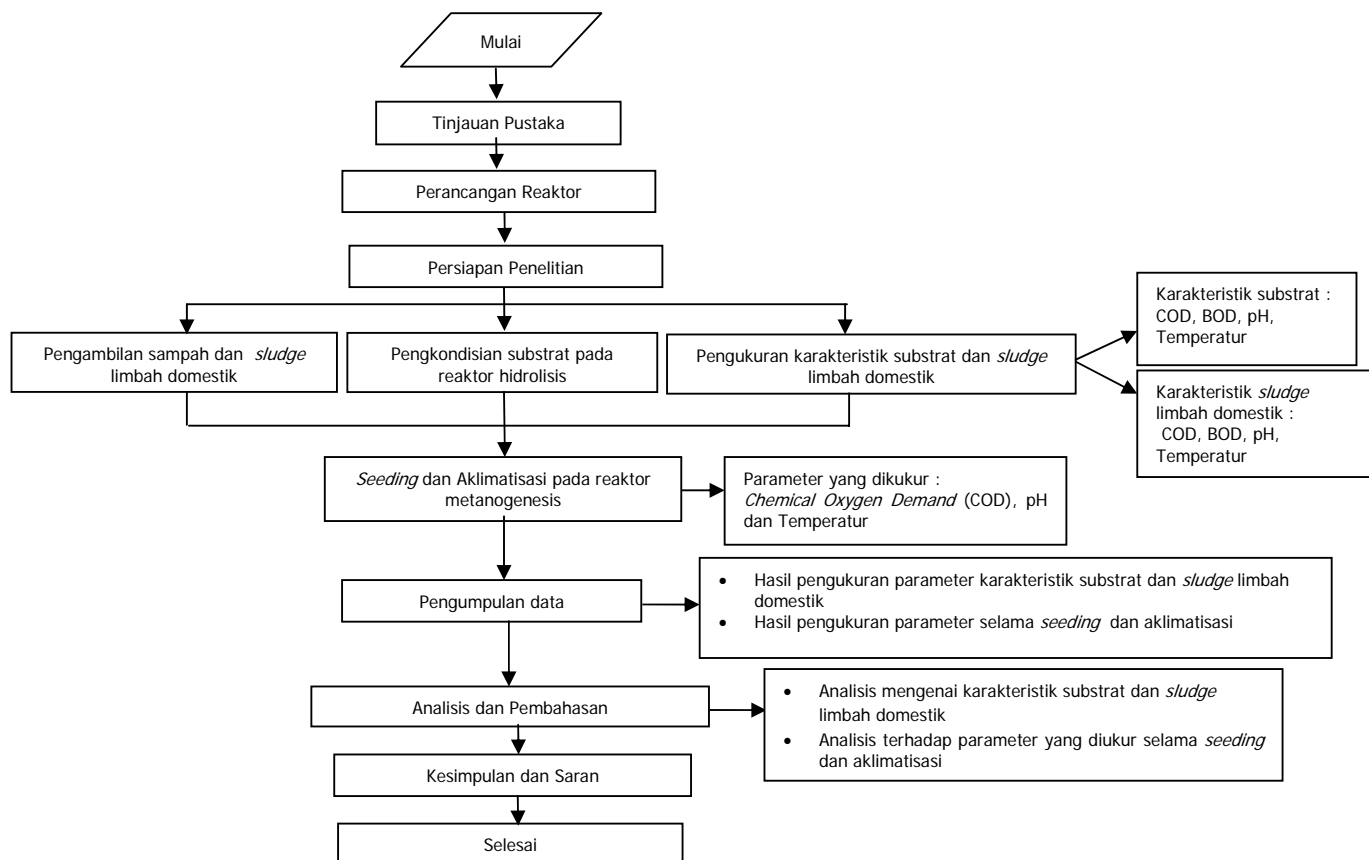 Mulai
Tinjauan Pustaka
Perancangan Reaktor
Persiapan Penelitian
Pengambilan sampah dan sludge
limbah domestik
Pengkondisian substrat pada
reaktor hidrolisis
Pengukuran karakteristik substrat dan sludge
limbah domestik
Karakteristik substrat :
COD, BOD, pH,
Temperatur
Karakteristik sludge
limbah domestik :
COD, BOD, pH,
Temperatur
Seeding dan Aklimatisasi pada reaktor
metanogenesis
Parameter yang dikukur :
Chemical Oxygen Demand (COD), pH
dan Temperatur
Pengumpulan data
• Hasil pengukuran parameter karakteristik substrat dan sludge limbah
domestik
• Hasil pengukuran parameter selama seeding dan aklimatisasi
Analisis dan Pembahasan
• Analisis mengenai karakteristik substrat dan sludge
limbah domestik
• Analisis terhadap parameter yang diukur selama seeding
dan aklimatisasi
Kesimpulan dan Saran
Selesai